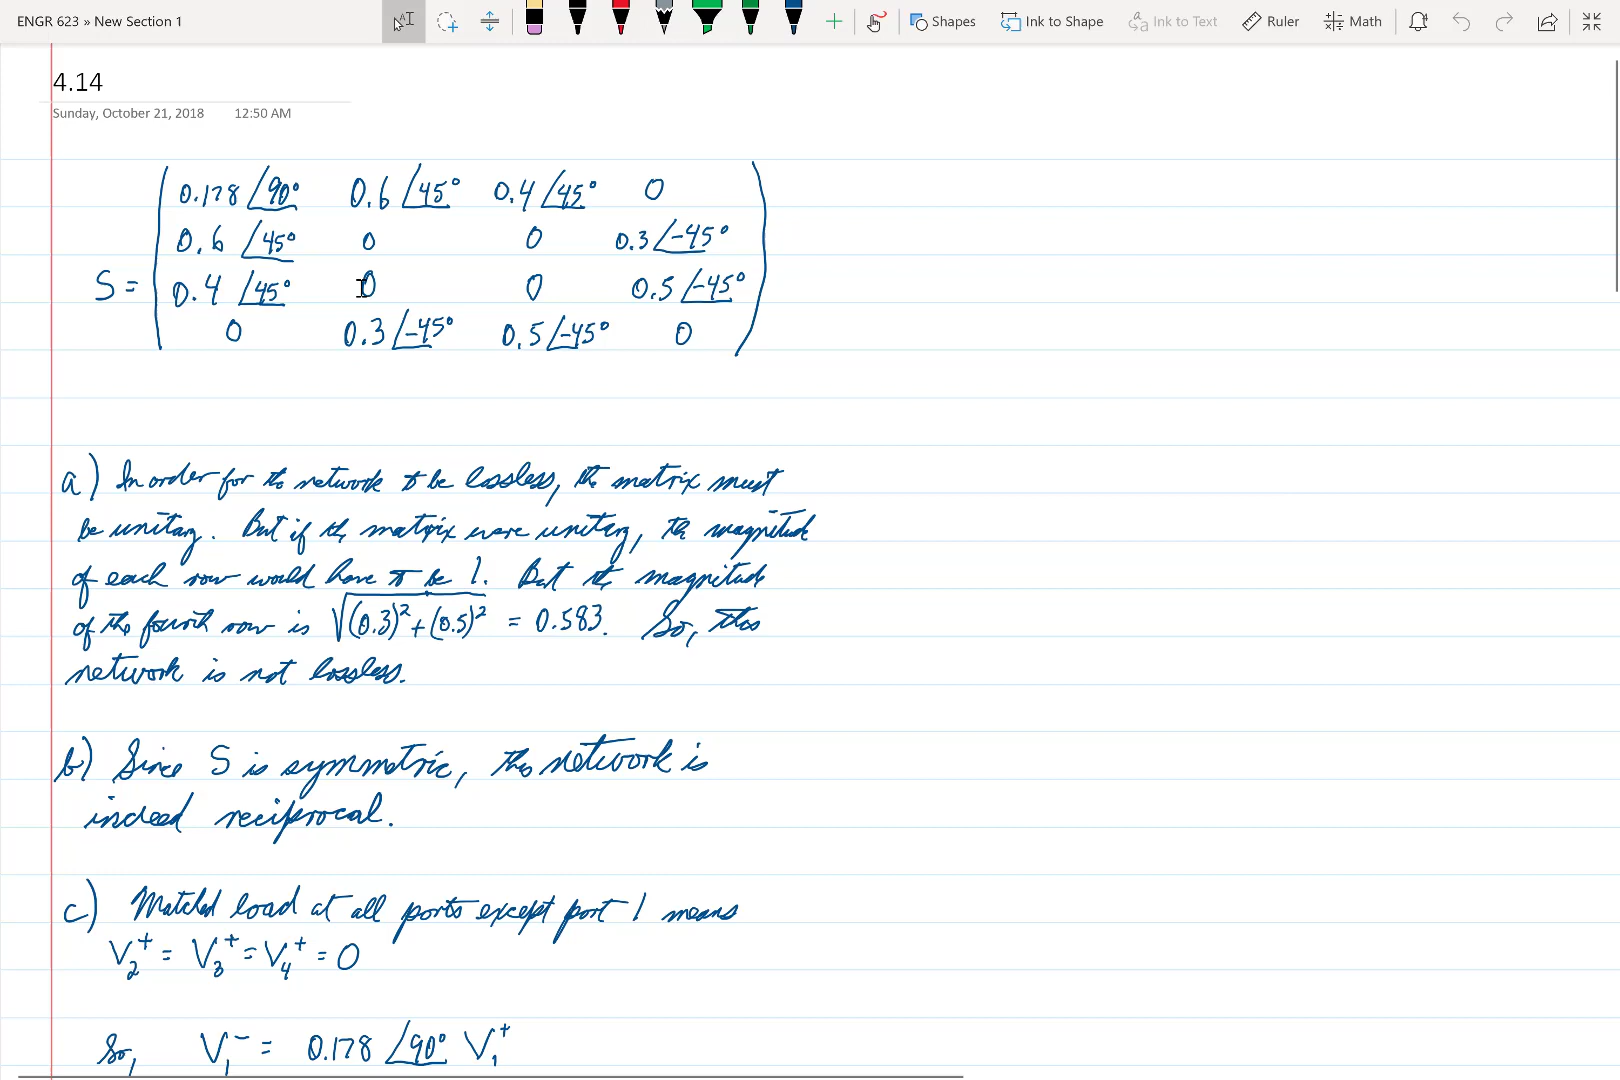 ENGR 623 » New Section 1
Shapes Ink to Shape Ink to Text Ruler Math
4.14
Sunday, October 21, 2018 12:50 AM
0.178 ∠90° 0.6 ∠45° 0.4 ∠45° 0
0.6 ∠45° 0 0 0.3 ∠-45°
S = 0.4 ∠45° 0 0 0.5 ∠-45°
0 0.3 ∠-45° 0.5 ∠-45° 0
a) In order for the network to be lossless, the matrix must
be unitary. But if the matrix were unitary, the magnitude
of each row would have to be 1. But the magnitude
of the fourth row is √(0.3)² + (0.5)² = 0.583. So, this
network is not lossless.
b) Since S is symmetric, this network is
indeed reciprocal.
c) Matched load at all ports except port 1 means
V₂⁺ = V₃⁺ = V₄⁺ = 0
So, V₁⁻ = 0.178 ∠90° V₁⁺